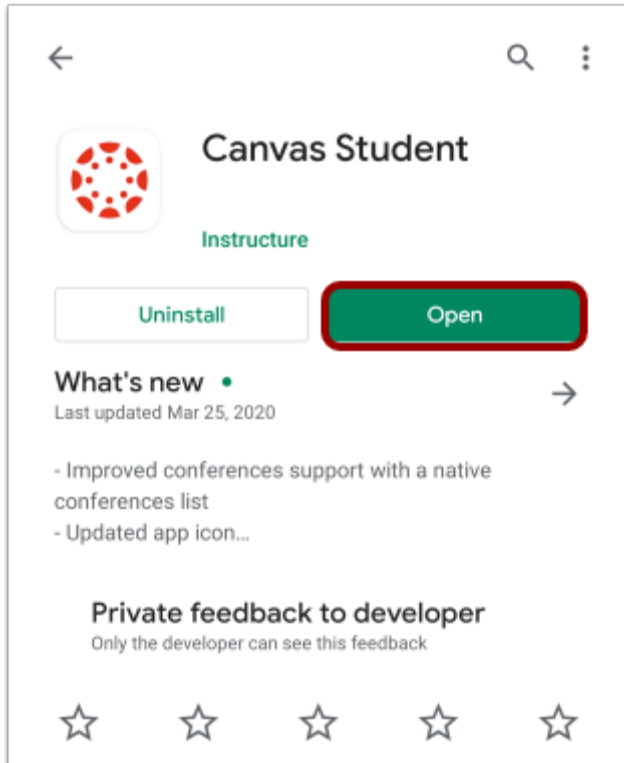 Canvas Student
Instructure
Uninstall
Open
What's new •
Last updated Mar 25, 2020
- Improved conferences support with a native
conferences list
- Updated app icon...
Private feedback to developer
Only the developer can see this feedback